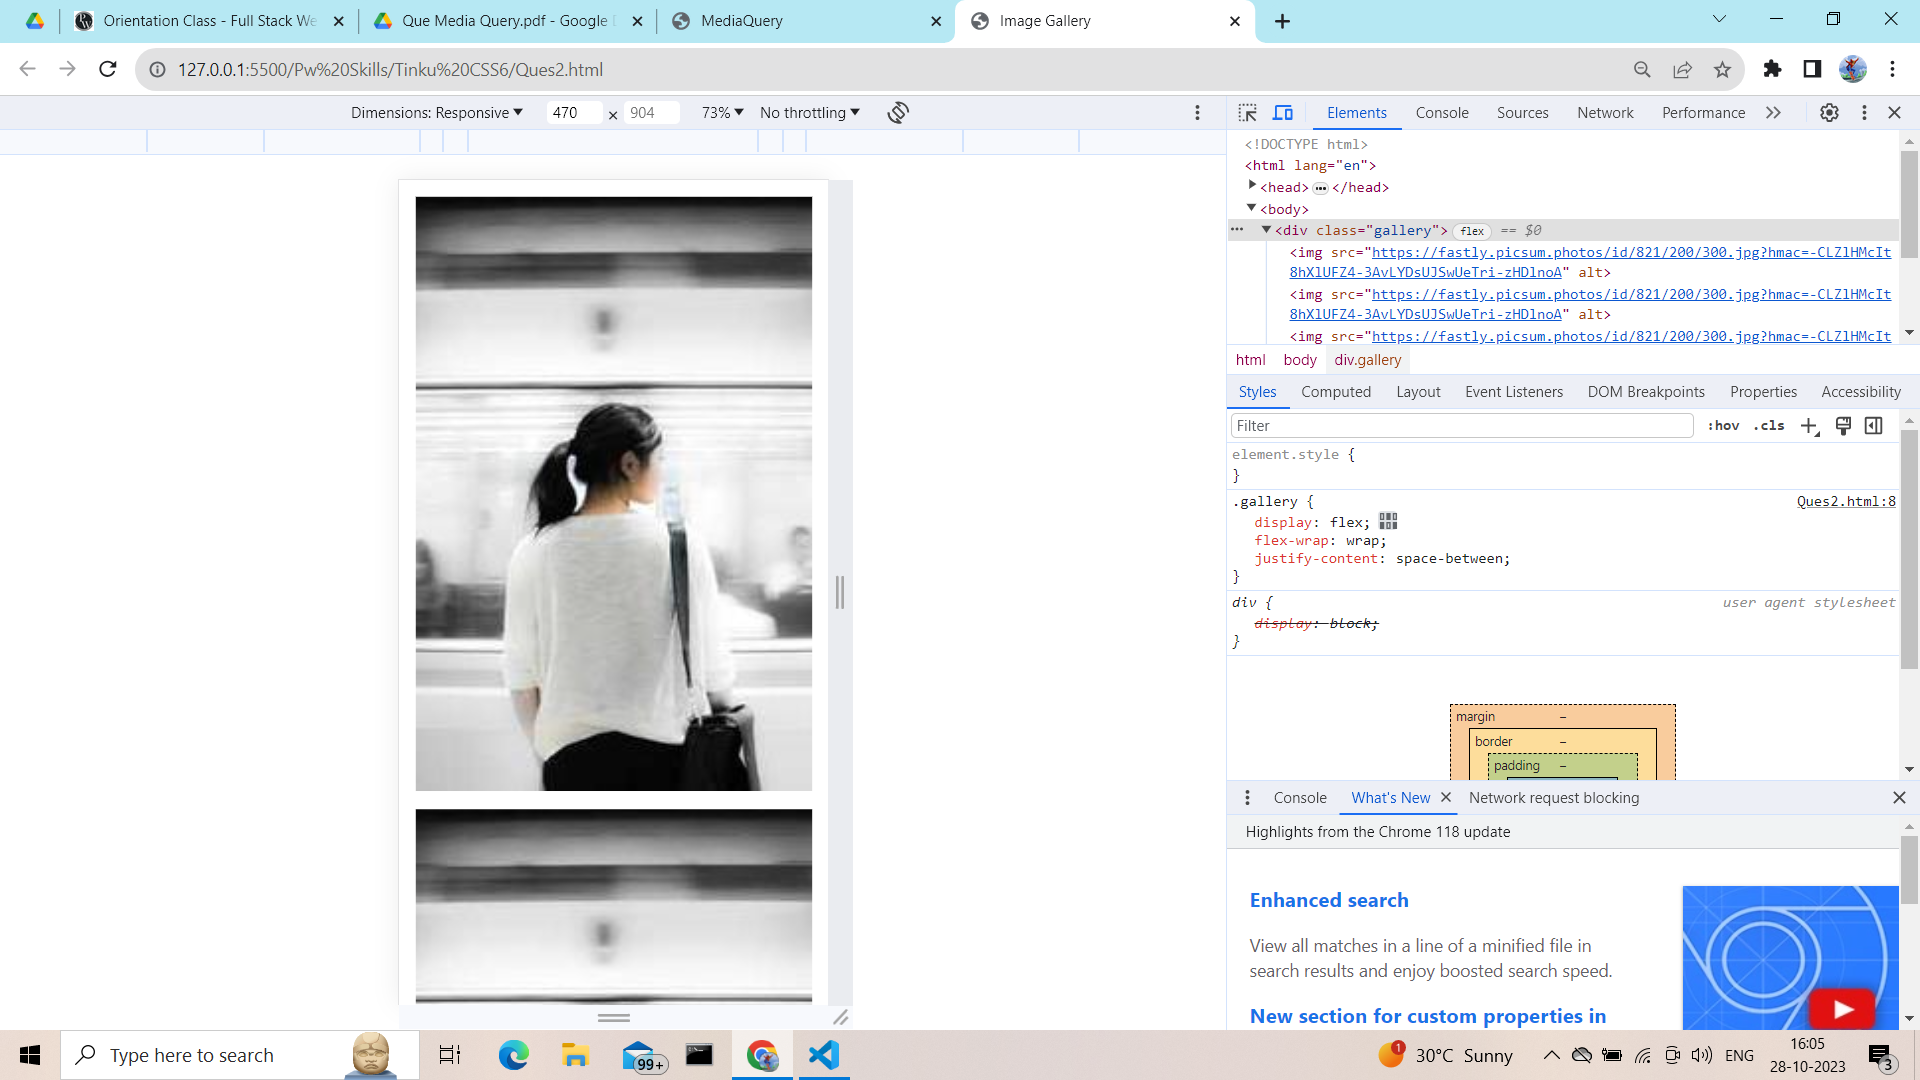 Orientation Class - Full Stack We
Que Media Query.pdf - Google
MediaQuery
Image Gallery
127.0.0.1:5500/Pw%20Skills/Tinku%20CSS6/Ques2.html
Dimensions: Responsive 470 × 904 73% No throttling
Elements Console Sources Network Performance
<!DOCTYPE html>
<html lang="en">
<head> ••• </head>
<body>
••• <div class="gallery"> flex == $0
<img src="https://fastly.picsum.photos/id/821/200/300.jpg?hmac=-CLZlHMcIt
8hXlUFZ4-3AvLYDsUJSwUeTri-zHDlnoA" alt>
<img src="https://fastly.picsum.photos/id/821/200/300.jpg?hmac=-CLZlHMcIt
8hXlUFZ4-3AvLYDsUJSwUeTri-zHDlnoA" alt>
<img src="https://fastly.picsum.photos/id/821/200/300.jpg?hmac=-CLZlHMcIt
html body div.gallery
Styles Computed Layout Event Listeners DOM Breakpoints Properties Accessibility
Filter :hov .cls
element.style {
}
.gallery { Ques2.html:8
display: flex;
flex-wrap: wrap;
justify-content: space-between;
}
div { user agent stylesheet
display: block;
}
margin –
border –
padding –
Console What's New Network request blocking
Highlights from the Chrome 118 update
Enhanced search
View all matches in a line of a minified file in
search results and enjoy boosted search speed.
New section for custom properties in
Type here to search
99+
1
30°C Sunny
ENG
16:05
28-10-2023
3